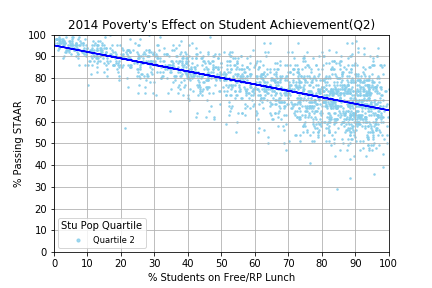 2014 Poverty's Effect on Student Achievement(Q2)
% Passing STAAR
100
90
80
70
60
50
40
30
20
10
0
Stu Pop Quartile
Quartile 2
0 10 20 30 40 50 60 70 80 90 100
% Students on Free/RP Lunch